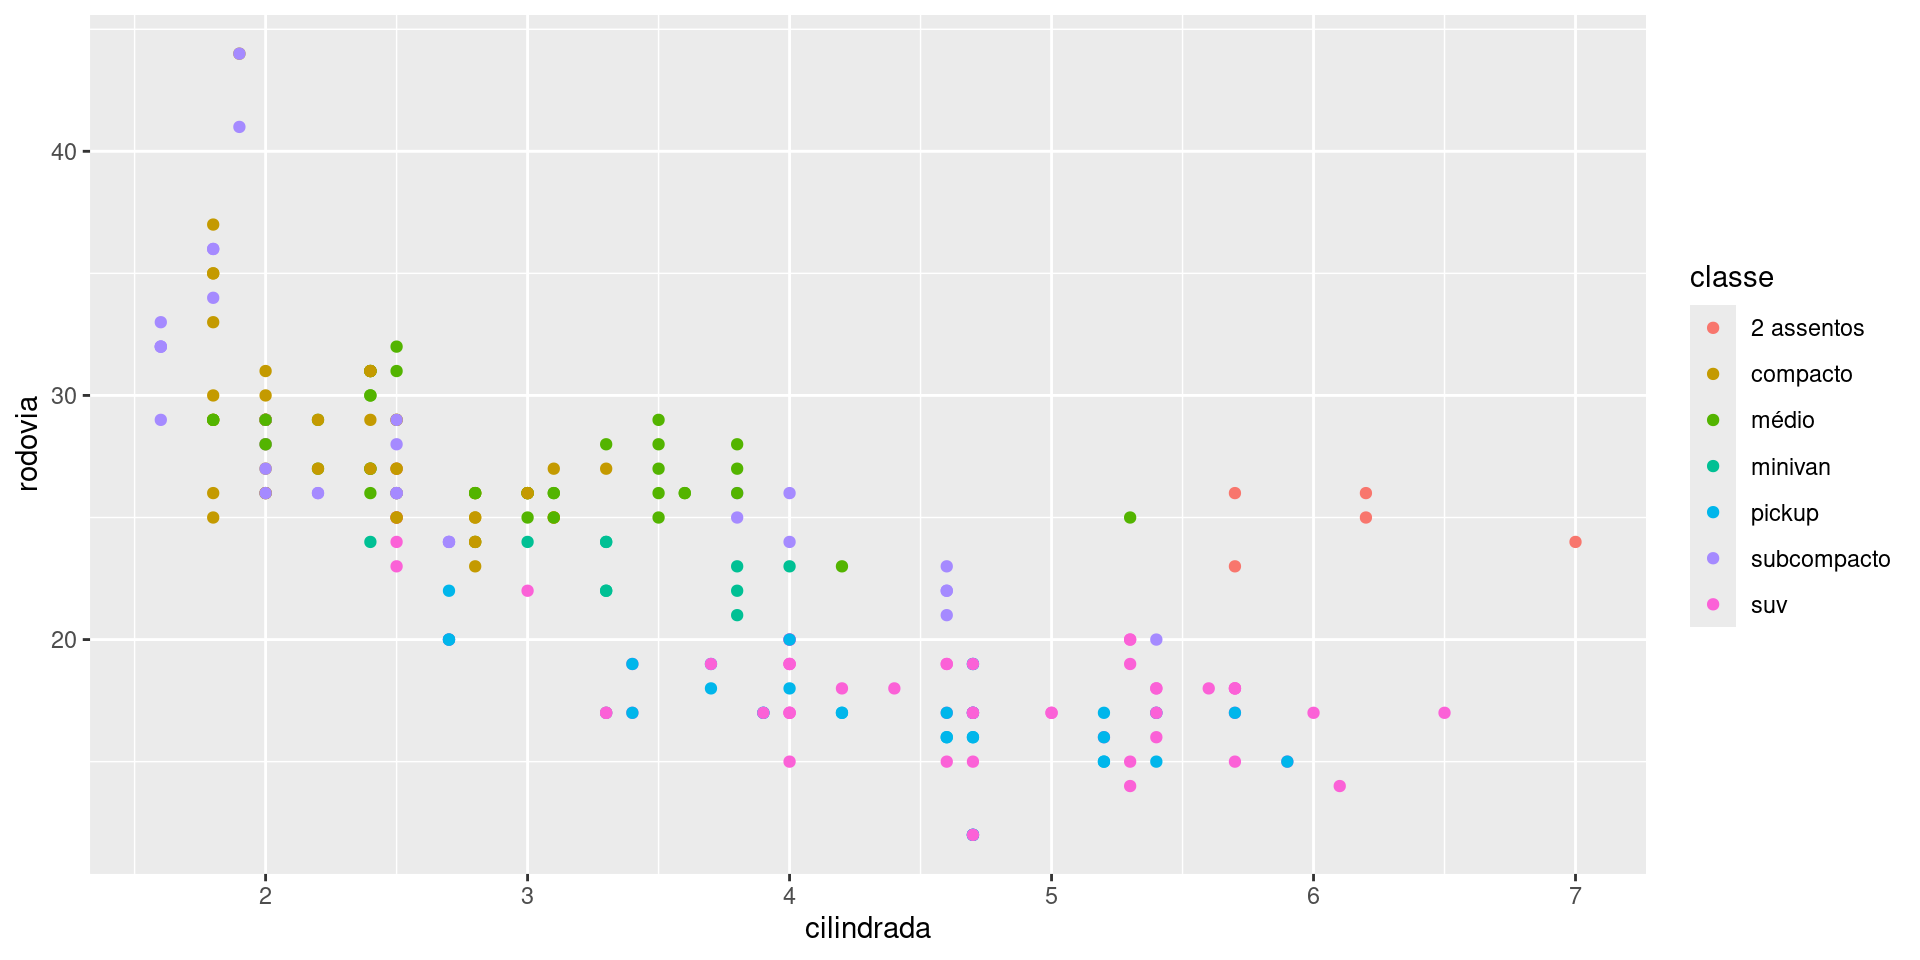 40
30
20
rodovia
2 3 4 5 6 7
cilindrada
classe
2 assentos
compacto
médio
minivan
pickup
subcompacto
suv